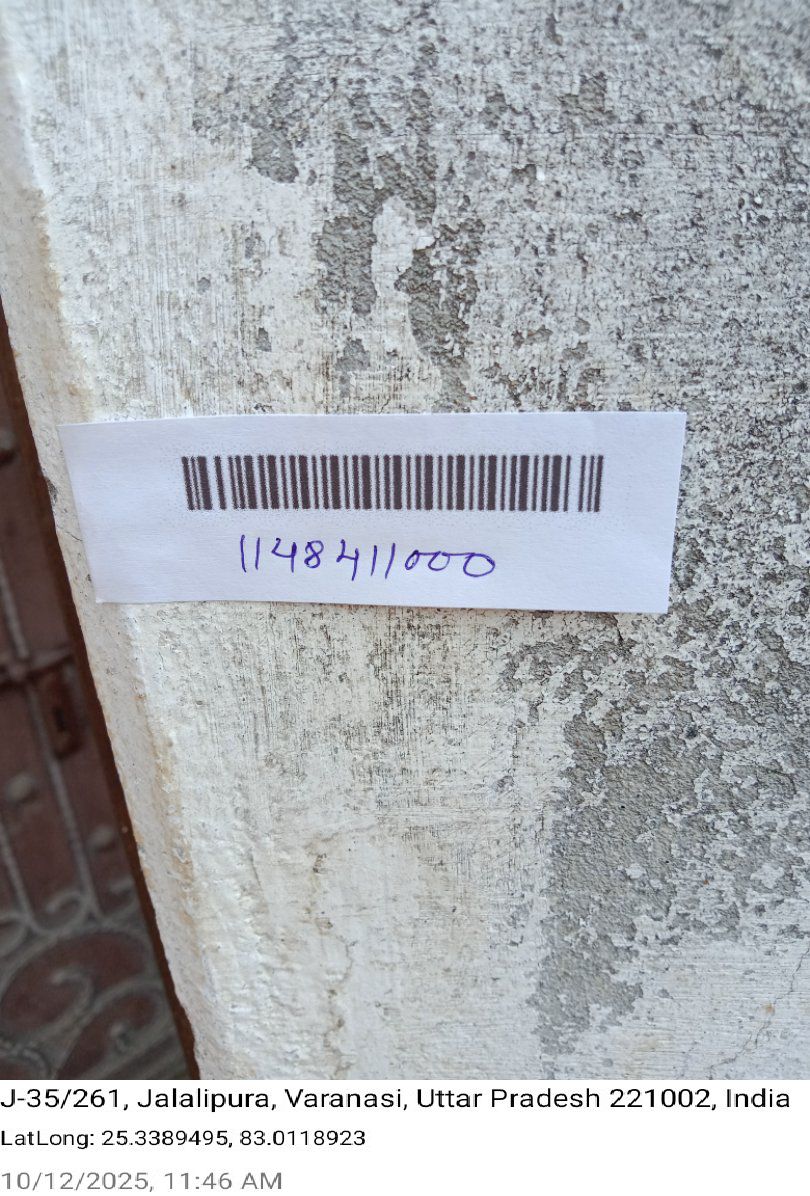 1148411000
J-35/261, Jalalipura, Varanasi, Uttar Pradesh 221002, India
LatLong: 25.3389495, 83.0118923
10/12/2025, 11:46 AM